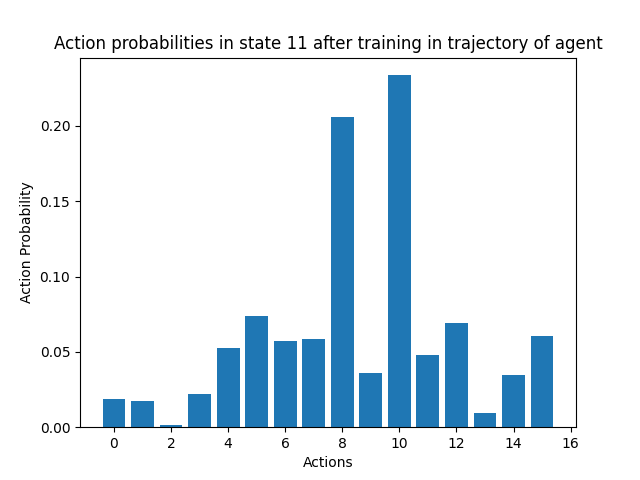 Action probabilities in state 11 after training in trajectory of agent
Action Probability
0.20
0.15
0.10
0.05
0.00
0 2 4 6 8 10 12 14 16
Actions